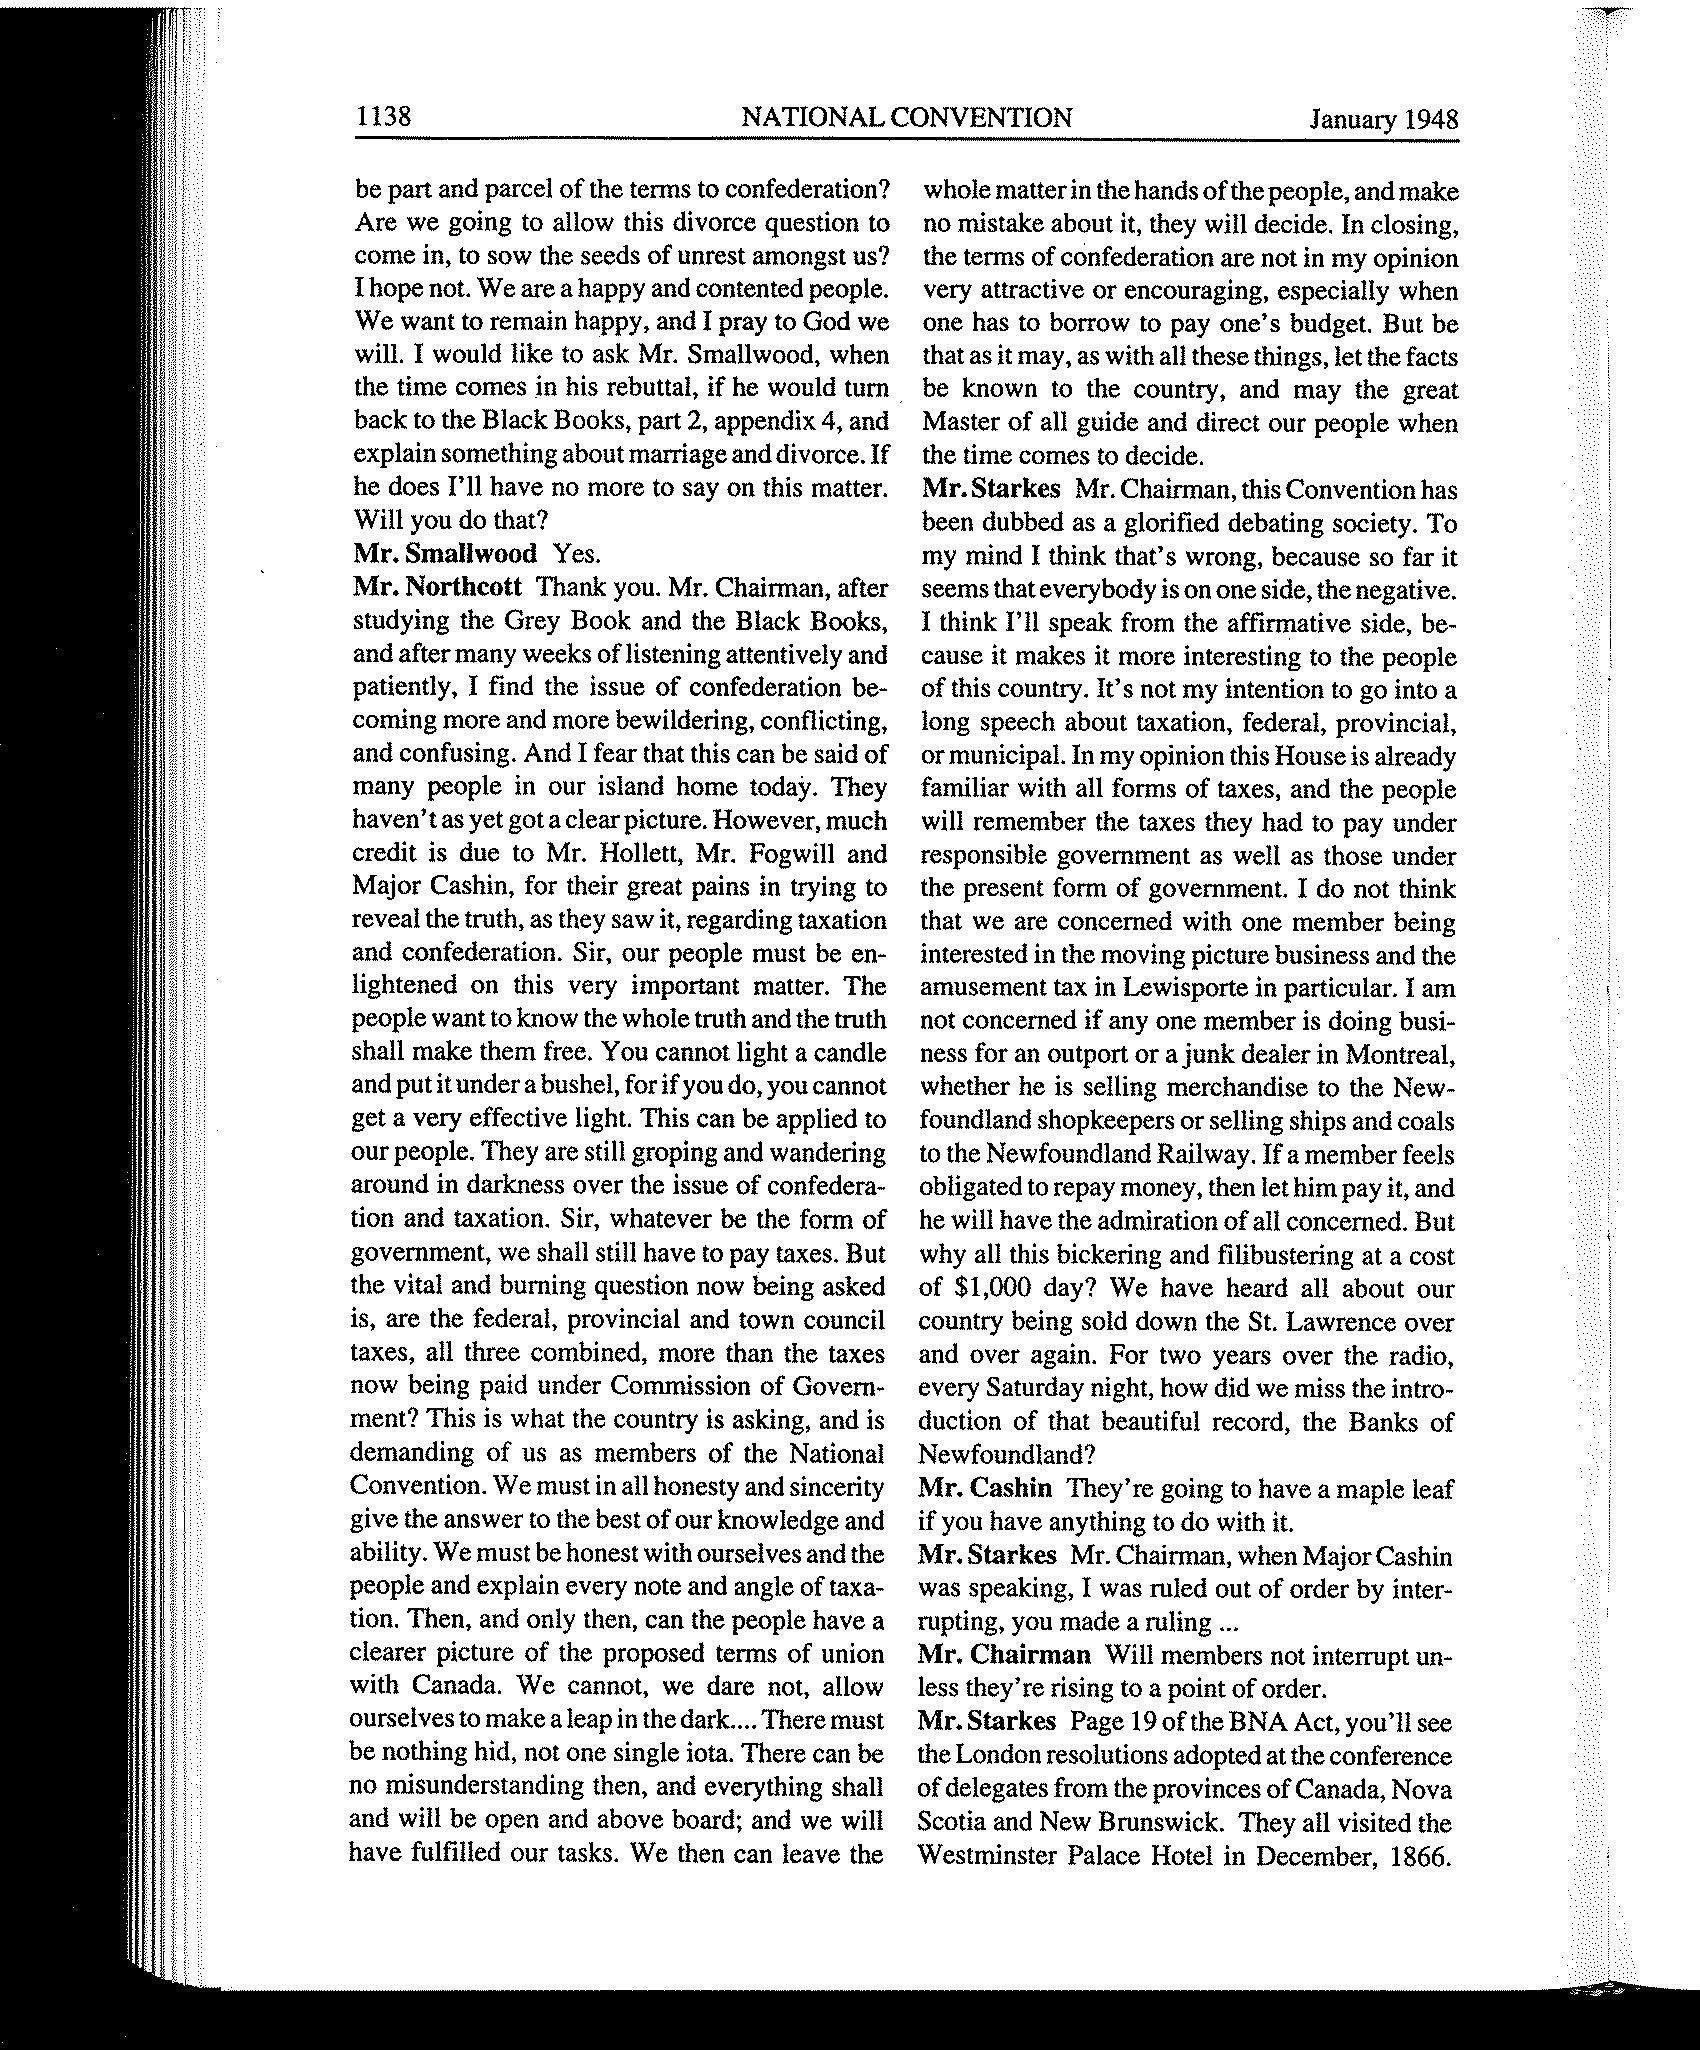 1138 NATIONAL CONVENTION January 1948
be part and parcel of the terms to confederation?
Are we going to allow this divorce question to
come in, to sow the seeds of unrest amongst us?
I hope not. We are a happy and contented people.
We want to remain happy, and I pray to God we
will. I would like to ask Mr. Smallwood, when
the time comes in his rebuttal, if he would turn
back to the Black Books, part 2, appendix 4, and
explain something about marriage and divorce. If
he does I'll have no more to say on this matter.
Will you do that?
Mr. Smallwood Yes.
Mr. Northcott Thank you. Mr. Chairman, after
studying the Grey Book and the Black Books,
and after many weeks of listening attentively and
patiently, I find the issue of confederation be-
coming more and more bewildering, conflicting,
and confusing. And I fear that this can be said of
many people in our island home today. They
haven't as yet got a clear picture. However, much
credit is due to Mr. Hollett, Mr. Fogwill and
Major Cashin, for their great pains in trying to
reveal the truth, as they saw it, regarding taxation
and confederation. Sir, our people must be en-
lightened on this very important matter. The
people want to know the whole truth and the truth
shall make them free. You cannot light a candle
and put it under a bushel, for if you do, you cannot
get a very effective light. This can be applied to
our people. They are still groping and wandering
around in darkness over the issue of confedera-
tion and taxation. Sir, whatever be the form of
government, we shall still have to pay taxes. But
the vital and burning question now being asked
is, are the federal, provincial and town council
taxes, all three combined, more than the taxes
now being paid under Commission of Govern-
ment? This is what the country is asking, and is
demanding of us as members of the National
Convention. We must in all honesty and sincerity
give the answer to the best of our knowledge and
ability. We must be honest with ourselves and the
people and explain every note and angle of taxa-
tion. Then, and only then, can the people have a
clearer picture of the proposed terms of union
with Canada. We cannot, we dare not, allow
ourselves to make a leap in the dark.... There must
be nothing hid, not one single iota. There can be
no misunderstanding then, and everything shall
and will be open and above board; and we will
have fulfilled our tasks. We then can leave the
whole matter in the hands of the people, and make
no mistake about it, they will decide. In closing,
the terms of confederation are not in my opinion
very attractive or encouraging, especially when
one has to borrow to pay one's budget. But be
that as it may, as with all these things, let the facts
be known to the country, and may the great
Master of all guide and direct our people when
the time comes to decide.
Mr. Starkes Mr. Chairman, this Convention has
been dubbed as a glorified debating society. To
my mind I think that's wrong, because so far it
seems that everybody is on one side, the negative.
I think I'll speak from the affirmative side, be-
cause it makes it more interesting to the people
of this country. It's not my intention to go into a
long speech about taxation, federal, provincial,
or municipal. In my opinion this House is already
familiar with all forms of taxes, and the people
will remember the taxes they had to pay under
responsible government as well as those under
the present form of government. I do not think
that we are concerned with one member being
interested in the moving picture business and the
amusement tax in Lewisporte in particular. I am
not concerned if any one member is doing busi-
ness for an outport or a junk dealer in Montreal,
whether he is selling merchandise to the New-
foundland shopkeepers or selling ships and coals
to the Newfoundland Railway. If a member feels
obligated to repay money, then let him pay it, and
he will have the admiration of all concerned. But
why all this bickering and filibustering at a cost
of $1,000 day? We have heard all about our
country being sold down the St. Lawrence over
and over again. For two years over the radio,
every Saturday night, how did we miss the intro-
duction of that beautiful record, the Banks of
Newfoundland?
Mr. Cashin They're going to have a maple leaf
if you have anything to do with it.
Mr. Starkes Mr. Chairman, when Major Cashin
was speaking, I was ruled out of order by inter-
rupting, you made a ruling ...
Mr. Chairman Will members not interrupt un-
less they're rising to a point of order.
Mr. Starkes Page 19 of the BNA Act, you'll see
the London resolutions adopted at the conference
of delegates from the provinces of Canada, Nova
Scotia and New Brunswick. They all visited the
Westminster Palace Hotel in December, 1866.